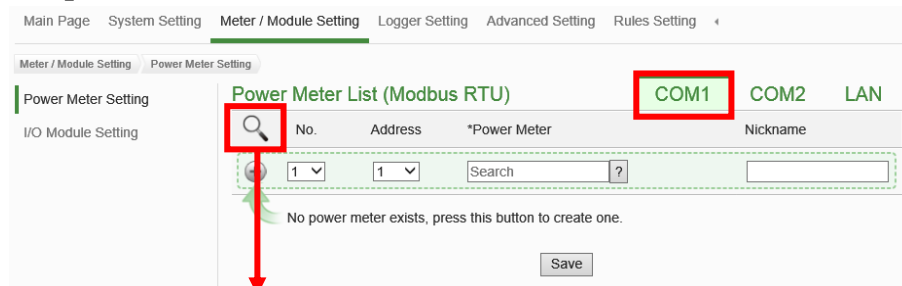 Main Page System Setting Meter / Module Setting Logger Setting Advanced Setting Rules Setting
Meter / Module Setting Power Meter Setting
Power Meter Setting
I/O Module Setting
Power Meter List (Modbus RTU) COM1 COM2 LAN
No. Address *Power Meter Nickname
1 1 Search ?
No power meter exists, press this button to create one.
Save